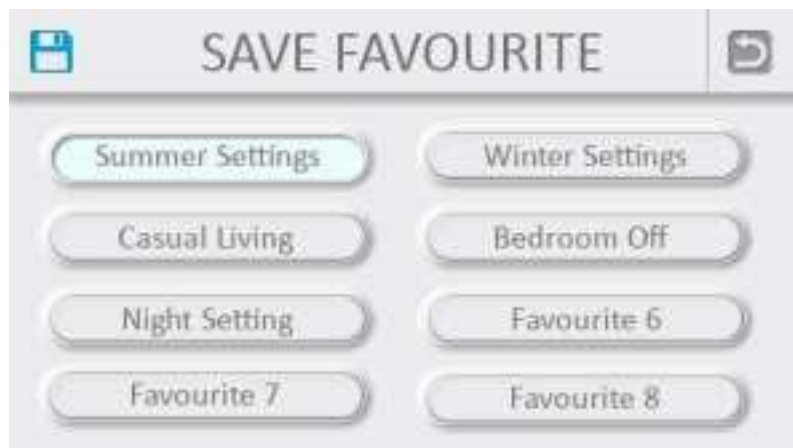 SAVE FAVOURITE
Summer Settings
Winter Settings
Casual Living
Bedroom Off
Night Setting
Favourite 6
Favourite 7
Favourite 8